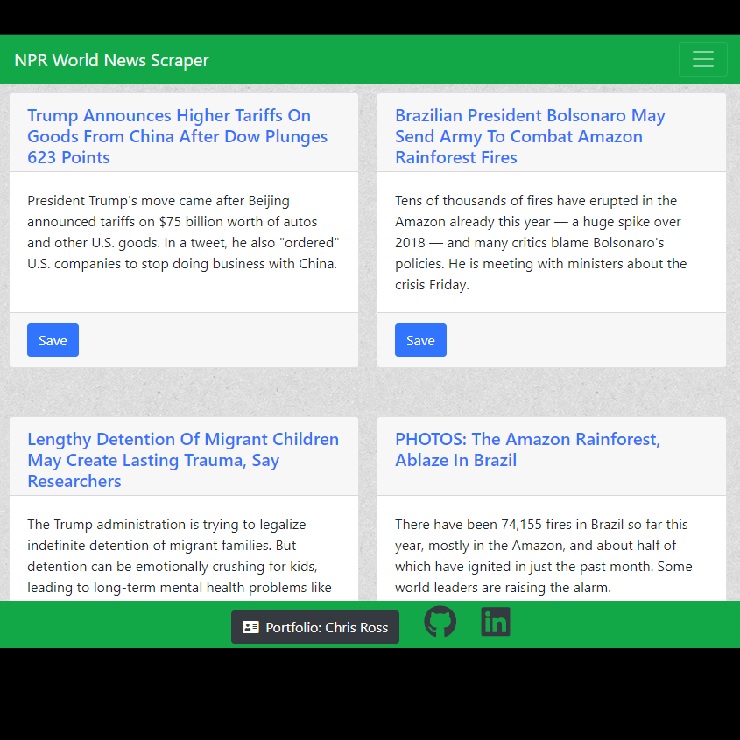 NPR World News Scraper
Trump Announces Higher Tariffs On
Goods From China After Dow Plunges
623 Points
President Trump's move came after Beijing
announced tariffs on $75 billion worth of autos
and other U.S. goods. In a tweet, he also "ordered"
U.S. companies to stop doing business with China.
Save
Brazilian President Bolsonaro May
Send Army To Combat Amazon
Rainforest Fires
Tens of thousands of fires have erupted in the
Amazon already this year — a huge spike over
2018 — and many critics blame Bolsonaro's
policies. He is meeting with ministers about the
crisis Friday.
Save
Lengthy Detention Of Migrant Children
May Create Lasting Trauma, Say
Researchers
The Trump administration is trying to legalize
indefinite detention of migrant families. But
detention can be emotionally crushing for kids,
leading to long-term mental health problems like
PHOTOS: The Amazon Rainforest,
Ablaze In Brazil
There have been 74,155 fires in Brazil so far this
year, mostly in the Amazon, and about half of
which have ignited in just the past month. Some
world leaders are raising the alarm.
Portfolio: Chris Ross
in